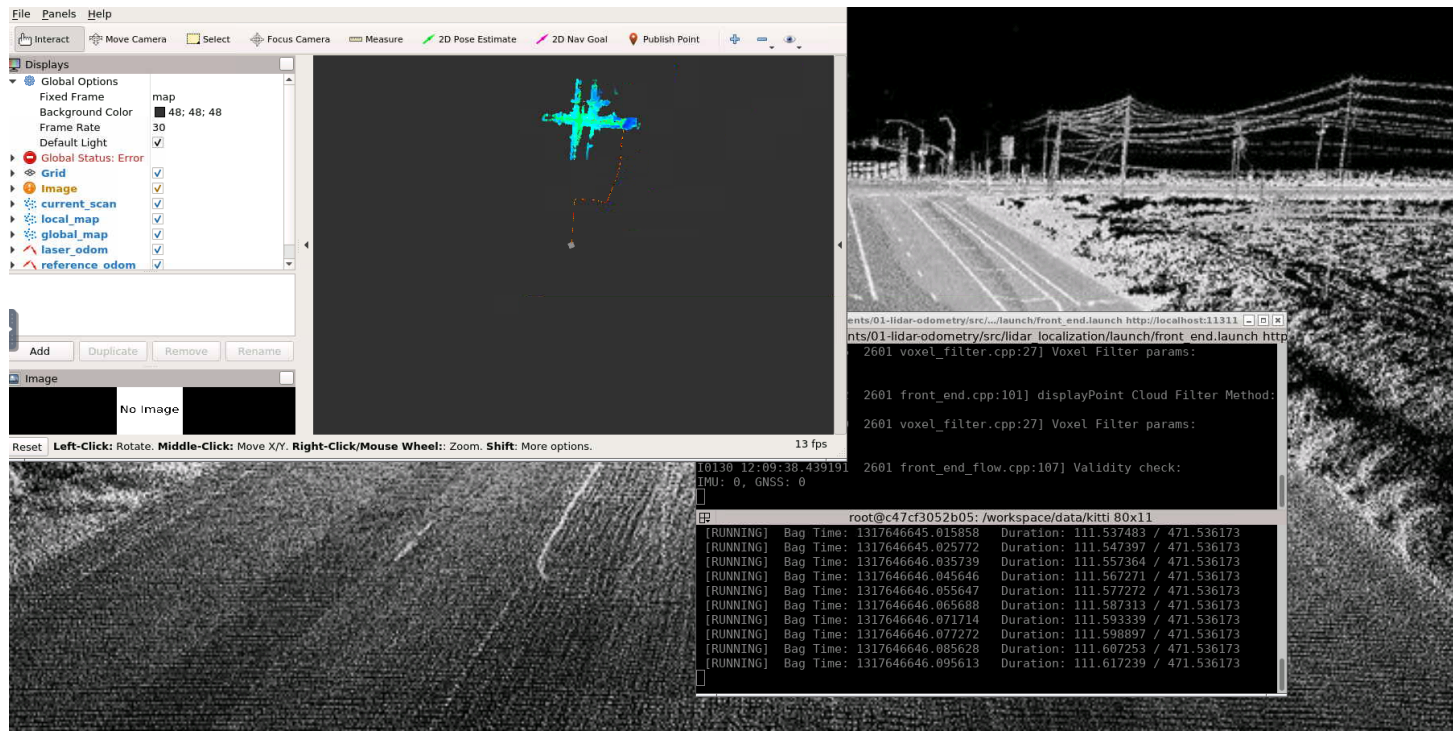 File Panels Help
Interact Move Camera Select Focus Camera Measure 2D Pose Estimate 2D Nav Goal Publish Point
Displays
Global Options
Fixed Frame map
Background Color 48; 48; 48
Frame Rate 30
Default Light
Global Status: Error
Grid
Image
current_scan
local_map
global_map
laser_odom
reference_odom
Add Duplicate Remove Rename
Image
No Image
Reset Left-Click: Rotate. Middle-Click: Move X/Y. Right-Click/Mouse Wheel:: Zoom. Shift: More options. 13 fps
ents/01-lidar-odometry/src/.../launch/front_end.launch http://localhost:11311
nts/01-lidar-odometry/src/lidar_localization/launch/front_end.launch http
2601 voxel_filter.cpp:27] Voxel Filter params:
2601 front_end.cpp:101] displayPoint Cloud Filter Method:
2601 voxel_filter.cpp:27] Voxel Filter params:
I0130 12:09:38.439191 2601 front_end_flow.cpp:107] Validity check:
IMU: 0, GNSS: 0
root@c47cf3052b05: /workspace/data/kitti 80x11
[RUNNING] Bag Time: 1317646645.015858 Duration: 111.537483 / 471.536173
[RUNNING] Bag Time: 1317646645.025772 Duration: 111.547397 / 471.536173
[RUNNING] Bag Time: 1317646646.035739 Duration: 111.557364 / 471.536173
[RUNNING] Bag Time: 1317646646.045646 Duration: 111.567271 / 471.536173
[RUNNING] Bag Time: 1317646646.055647 Duration: 111.577272 / 471.536173
[RUNNING] Bag Time: 1317646646.065688 Duration: 111.587313 / 471.536173
[RUNNING] Bag Time: 1317646646.071714 Duration: 111.593339 / 471.536173
[RUNNING] Bag Time: 1317646646.077272 Duration: 111.598897 / 471.536173
[RUNNING] Bag Time: 1317646646.085628 Duration: 111.607253 / 471.536173
[RUNNING] Bag Time: 1317646646.095613 Duration: 111.617239 / 471.536173